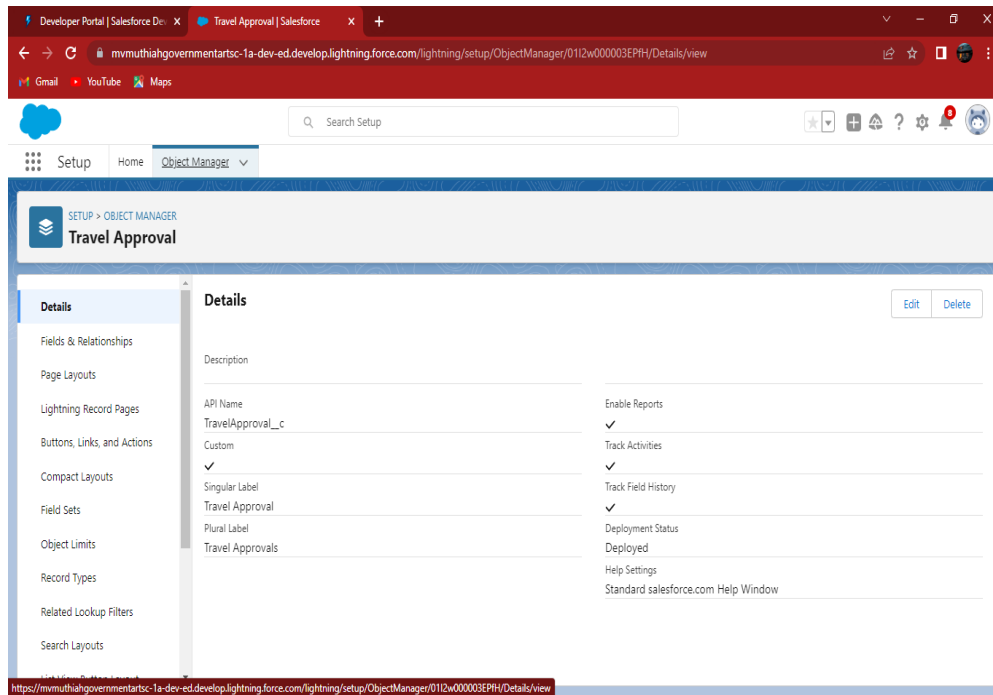 Developer Portal | Salesforce Dev
Travel Approval | Salesforce
mvmuthiahgovernmentartsc-1a-dev-ed.develop.lightning.force.com/lightning/setup/ObjectManager/01I2w000003EPfH/Details/view
Gmail
YouTube
Maps
Search Setup
8
Setup
Home
Object Manager
SETUP > OBJECT MANAGER
Travel Approval
Details
Fields & Relationships
Page Layouts
Lightning Record Pages
Buttons, Links, and Actions
Compact Layouts
Field Sets
Object Limits
Record Types
Related Lookup Filters
Search Layouts
List View Button Layout
Details
Edit
Delete
Description
API Name
TravelApproval__c
Custom
Singular Label
Travel Approval
Plural Label
Travel Approvals
Enable Reports
Track Activities
Track Field History
Deployment Status
Deployed
Help Settings
Standard salesforce.com Help Window
https://mvmuthiahgovernmentartsc-1a-dev-ed.develop.lightning.force.com/lightning/setup/ObjectManager/01I2w000003EPfH/Details/view